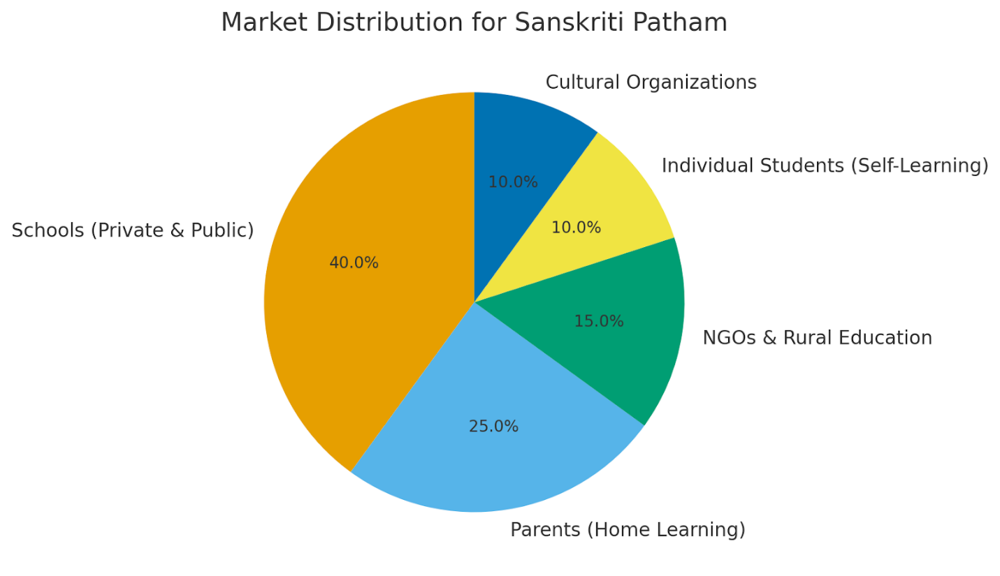 Market Distribution for Sanskriti Patham
Cultural Organizations
Individual Students (Self-Learning)
10.0%
10.0%
Schools (Private & Public)
40.0%
15.0%
NGOs & Rural Education
25.0%
Parents (Home Learning)